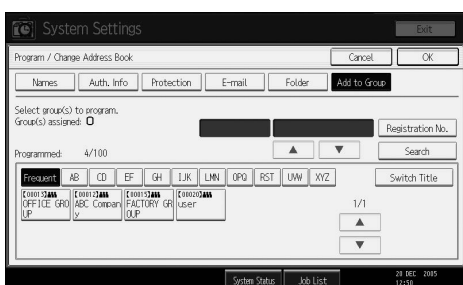 System Settings
Exit
Program / Change Address Book
Cancel
OK
Names
Auth. Info
Protection
E-mail
Folder
Add to Group
Select group(s) to program.
Group(s) assigned: 0
Registration No.
Programmed: 4/100
▲
▼
Search
Frequent
AB
CD
EF
GH
IJK
LMN
OPQ
RST
UVW
XYZ
Switch Title
[00013]
OFFICE GRO
UP
[00012]
ABC Compan
y
[00015]
FACTORY GR
OUP
[00020]
user
1/1
▲
▼
System Status
Job List
20 DEC 2005
12:50